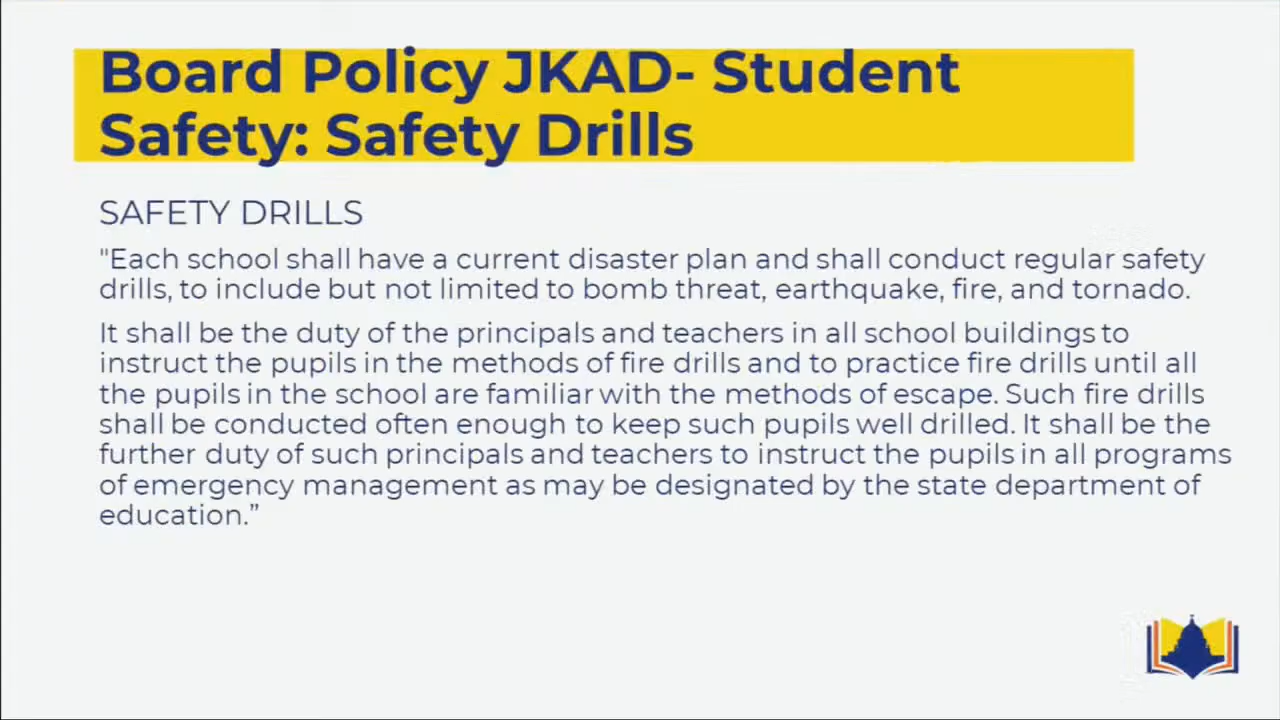 Board Policy JKAD- Student
Safety: Safety Drills
SAFETY DRILLS
"Each school shall have a current disaster plan and shall conduct regular safety
drills, to include but not limited to bomb threat, earthquake, fire, and tornado.
It shall be the duty of the principals and teachers in all school buildings to
instruct the pupils in the methods of fire drills and to practice fire drills until all
the pupils in the school are familiar with the methods of escape. Such fire drills
shall be conducted often enough to keep such pupils well drilled. It shall be the
further duty of such principals and teachers to instruct the pupils in all programs
of emergency management as may be designated by the state department of
education.”